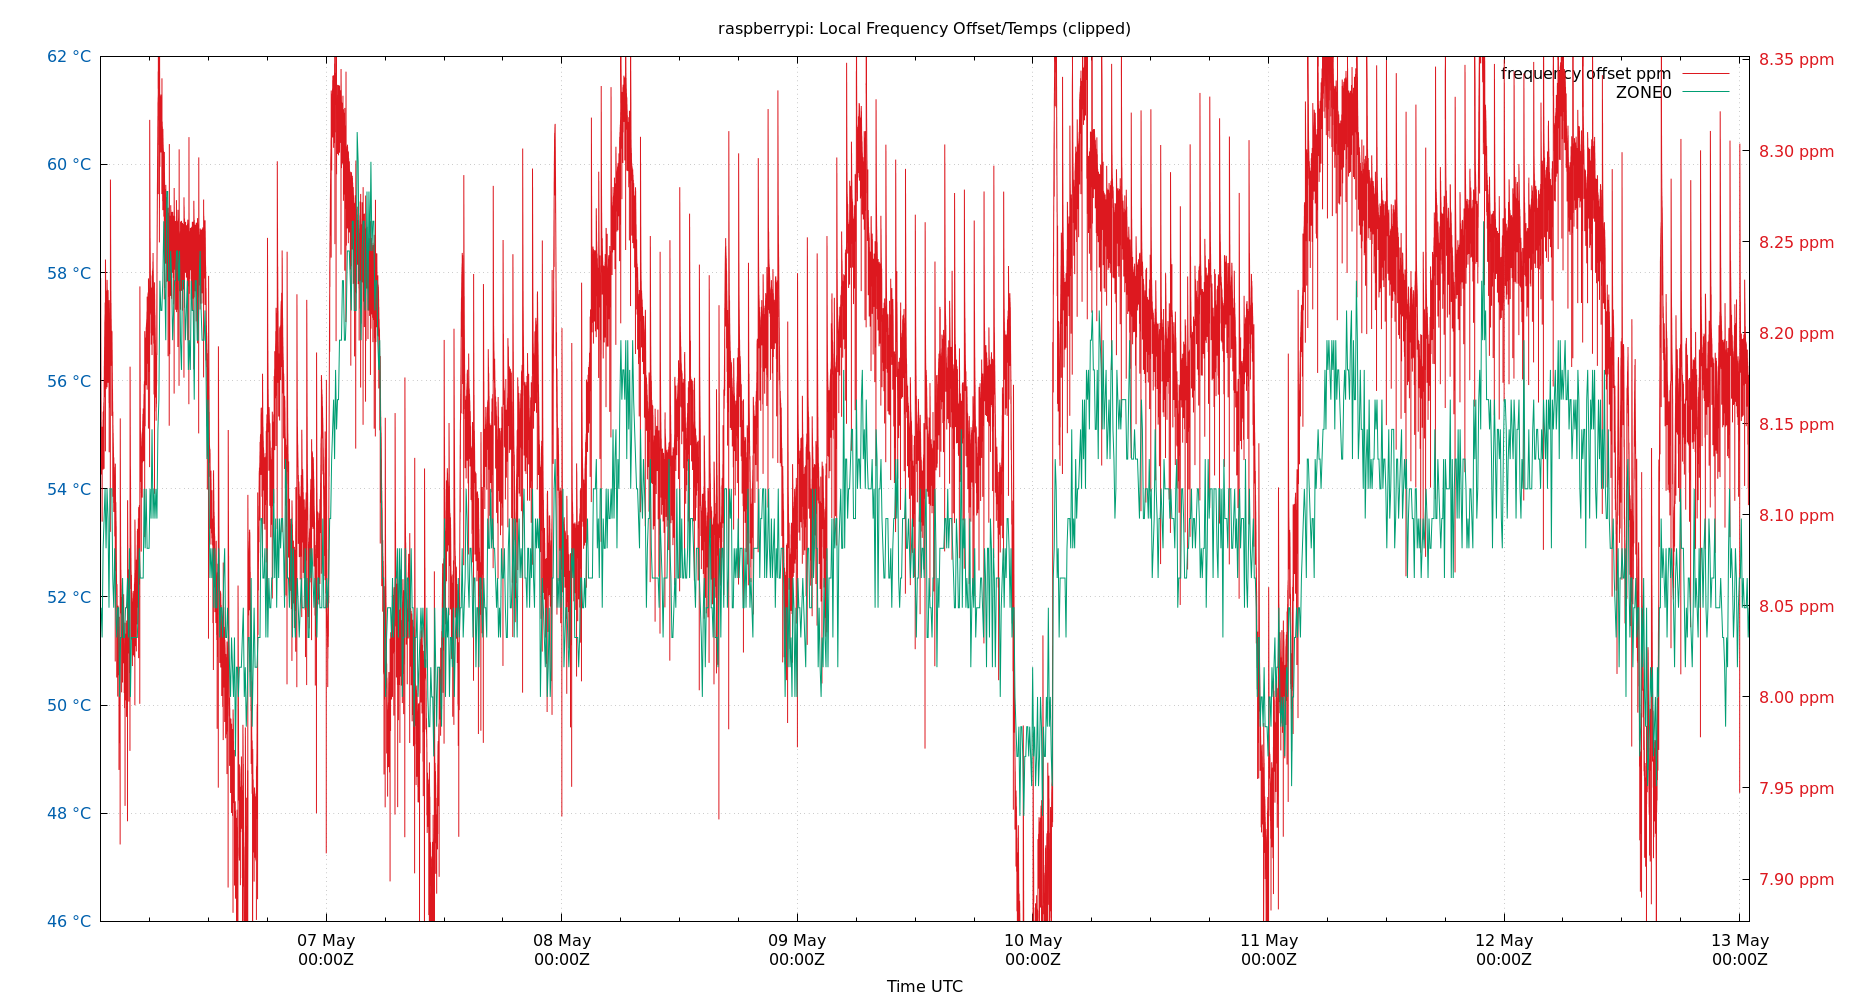 raspberrypi: Local Frequency Offset/Temps (clipped)
62 °C
60 °C
58 °C
56 °C
54 °C
52 °C
50 °C
48 °C
46 °C
8.35 ppm
8.30 ppm
8.25 ppm
8.20 ppm
8.15 ppm
8.10 ppm
8.05 ppm
8.00 ppm
7.95 ppm
7.90 ppm
frequency offset ppm
ZONE0
07 May
00:00Z
08 May
00:00Z
09 May
00:00Z
10 May
00:00Z
11 May
00:00Z
12 May
00:00Z
13 May
00:00Z
Time UTC